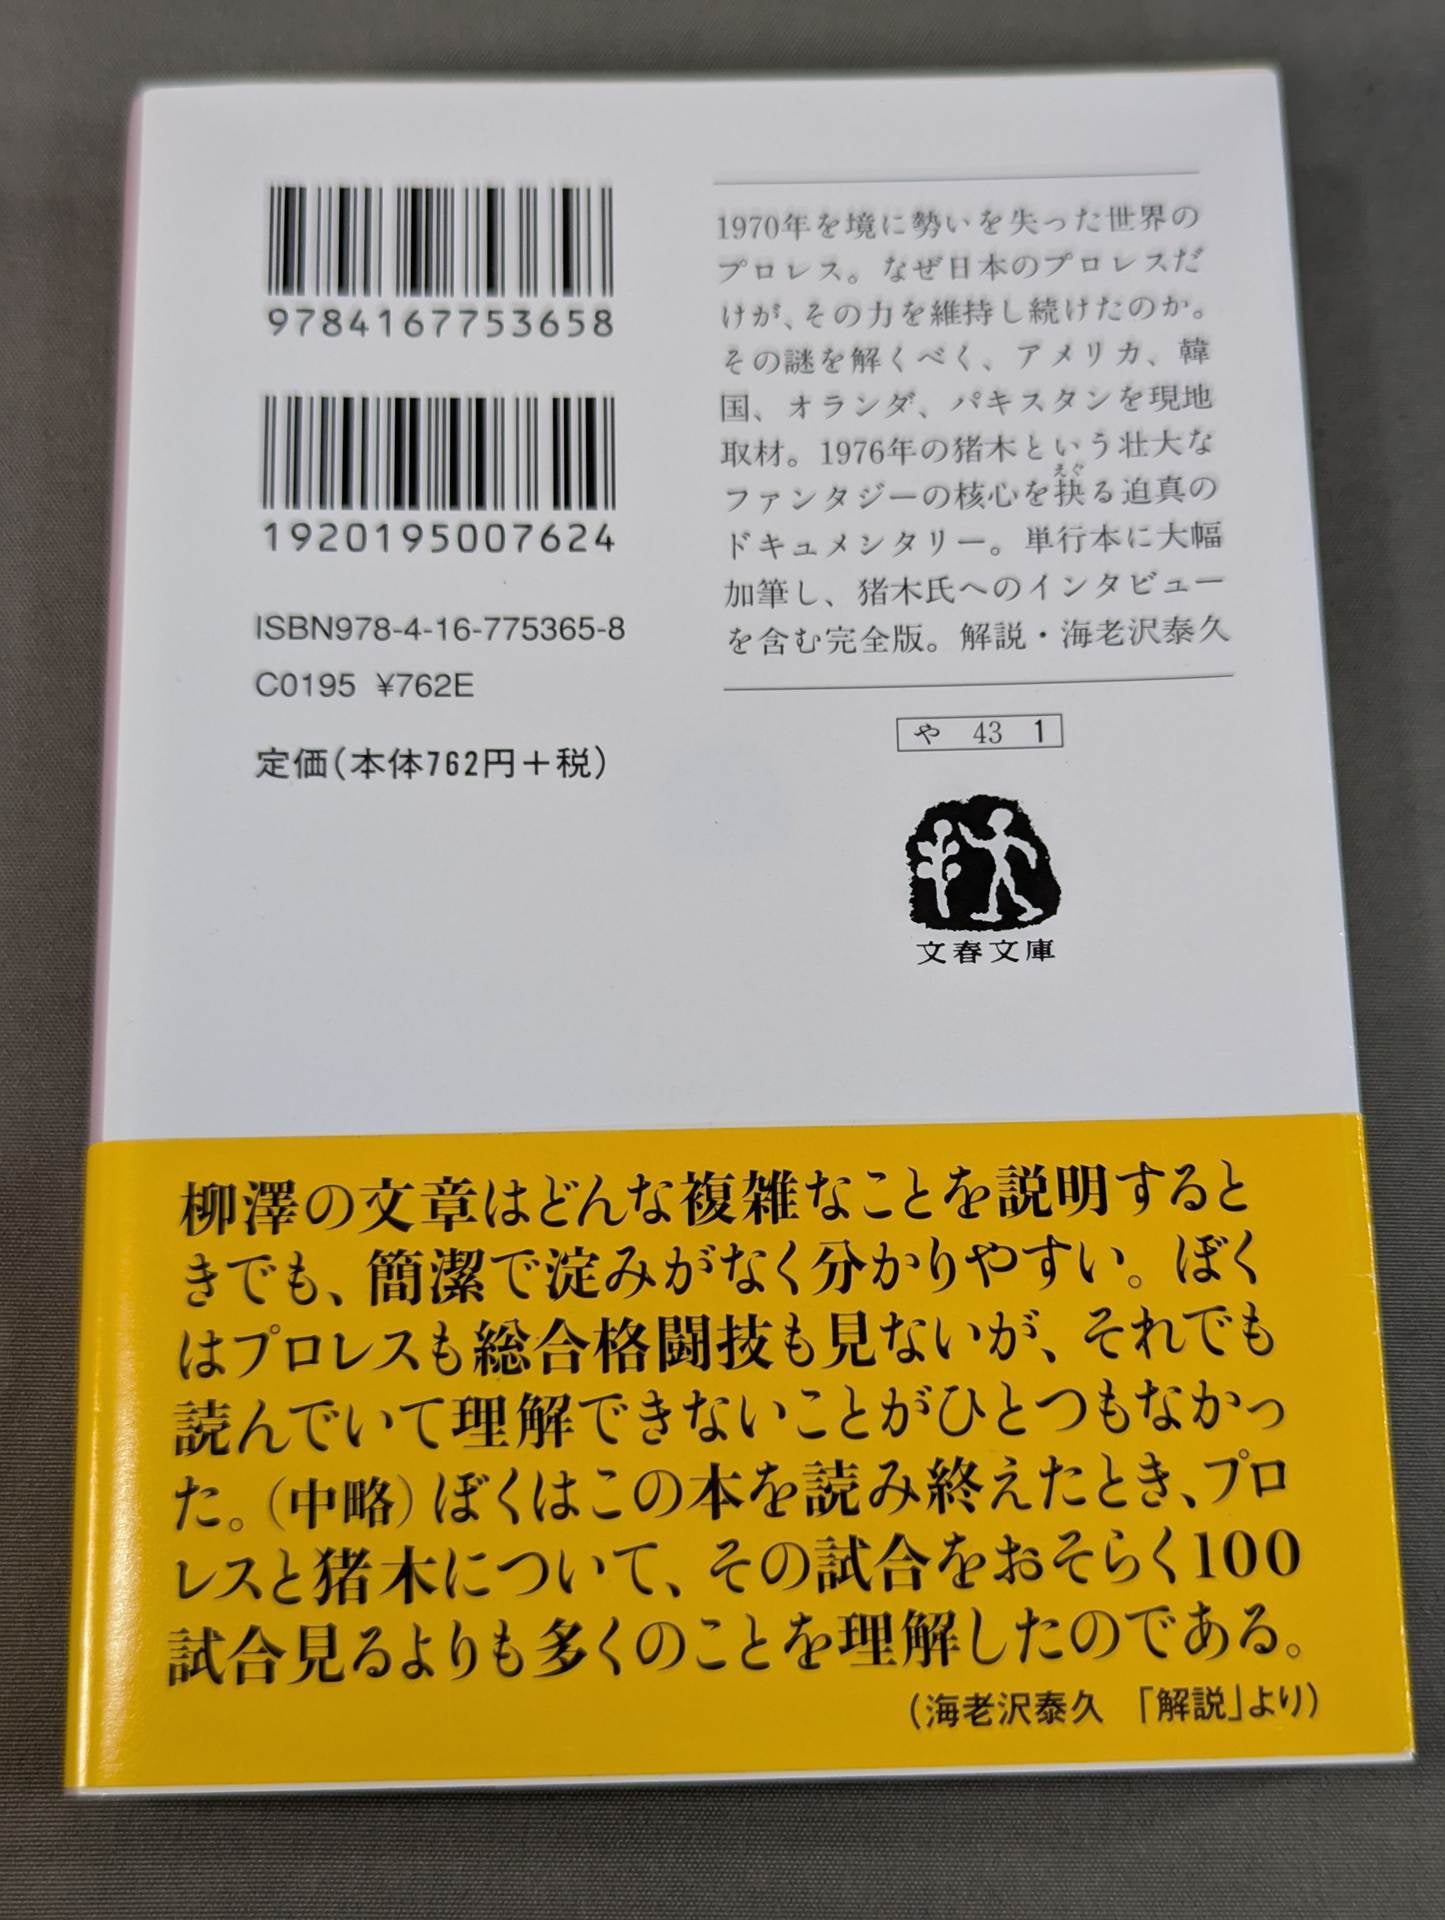 9784167753658
1920195007624
ISBN978-4-16-775365-8
C0195 ¥762E
定価(本体762円+税)
1970年を境に勢いを失った世界の
プロレス。なぜ日本のプロレスだ
けが、その力を維持し続けたのか。
その謎を解くべく、アメリカ、韓
国、オランダ、パキスタンを現地
取材。1976年の猪木という壮大な
えぐ
ファンタジーの核心を抉る迫真の
ドキュメンタリー。単行本に大幅
加筆し、猪木氏へのインタビュー
を含む完全版。解説・海老沢泰久
や 43 1
文春文庫
柳澤の文章はどんな複雑なことを説明すると
きでも、簡潔で淀みがなく分かりやすい。ぼく
はプロレスも総合格闘技も見ないが、それでも
読んでいて理解できないことがひとつもなかっ
た。(中略)ぼくはこの本を読み終えたとき、プロ
レスと猪木について、その試合をおそらく100
試合見るよりも多くのことを理解したのである。
(海老沢泰久 「解説」より)